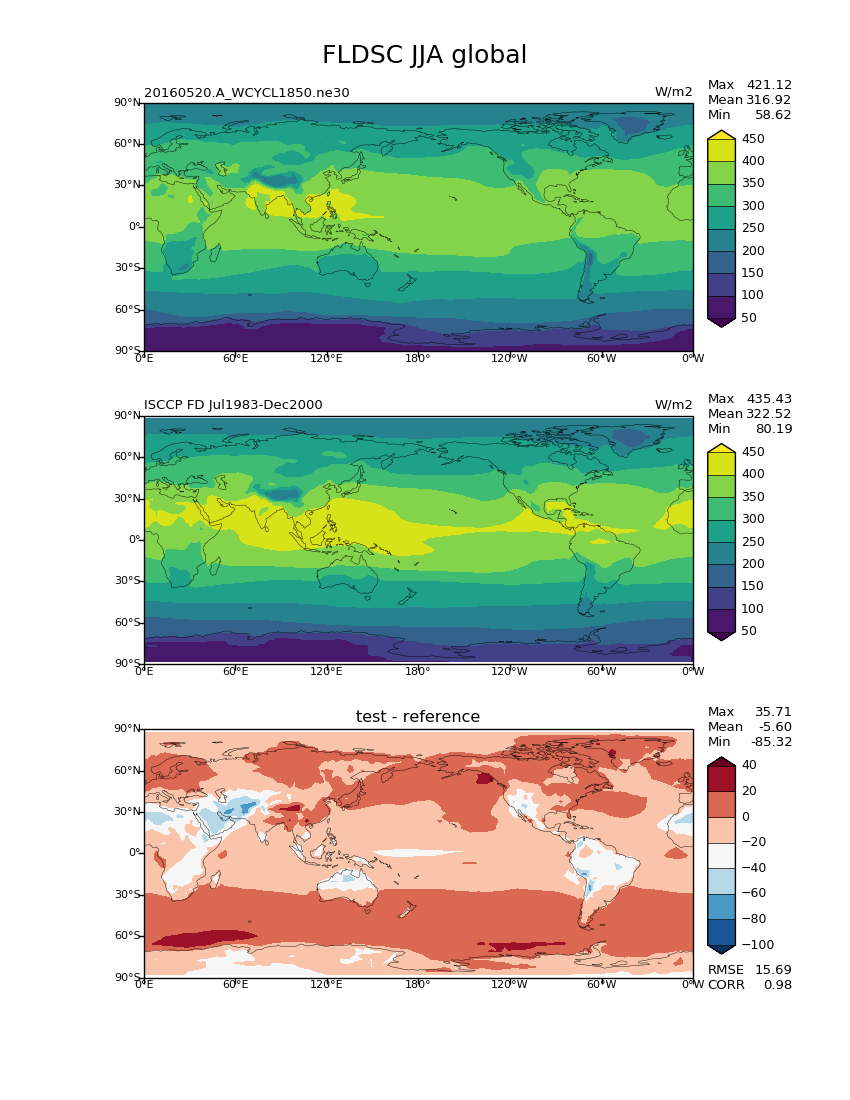 FLDSC JJA global
20160520.A_WCYCL1850.ne30 W/m2
Max 421.12
Mean 316.92
Min 58.62
90°N
60°N
30°N
0°
30°S
60°S
90°S
0°E 60°E 120°E 180° 120°W 60°W 0°W
450
400
350
300
250
200
150
100
50
ISCCP FD Jul1983-Dec2000 W/m2
Max 435.43
Mean 322.52
Min 80.19
90°N
60°N
30°N
0°
30°S
60°S
90°S
0°E 60°E 120°E 180° 120°W 60°W 0°W
450
400
350
300
250
200
150
100
50
test - reference
Max 35.71
Mean -5.60
Min -85.32
90°N
60°N
30°N
0°
30°S
60°S
90°S
0°E 60°E 120°E 180° 120°W 60°W 0°W
40
20
0
−20
−40
−60
−80
−100
RMSE 15.69
CORR 0.98